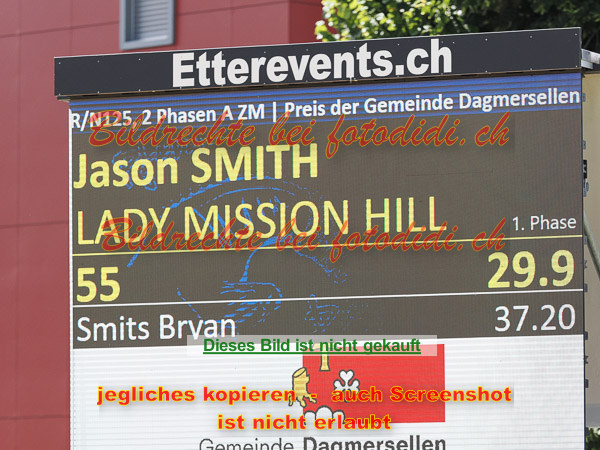 Etterevents.ch
R/N125, 2 Phasen A ZM | Preis der Gemeinde Dagmersellen
Bildrechte bei fotodidi.ch
Jason SMITH
LADY MISSION HILL
1. Phase
Bildrechte bei fotodidi.ch
55 29.9
Smits Bryan 37.20
Dieses Bild ist nicht gekauft
jegliches kopieren - auch Screenshot
ist nicht erlaubt
Gemeinde Dagmersellen